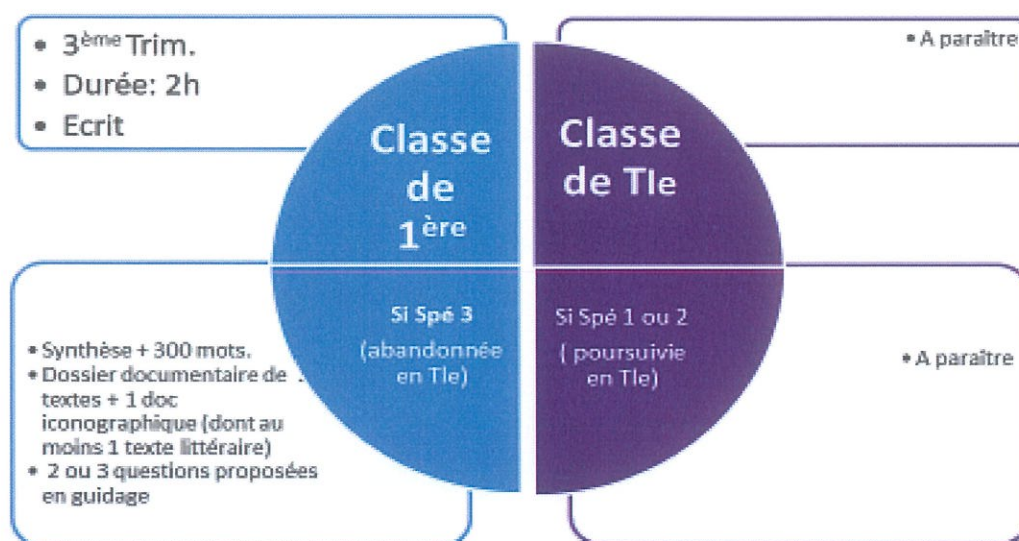 • 3ème Trim.
• Durée: 2h
• Ecrit
Classe
de
1ère
Classe
de Tle
• A paraître
• Synthèse + 300 mots.
• Dossier documentaire de
textes + 1 doc
iconographique (dont au
moins 1 texte littéraire)
• 2 ou 3 questions proposées
en guidage
Si Spé 3
(abandonnée
en Tle)
Si Spé 1 ou 2
( poursuivie
en Tle)
• A paraître